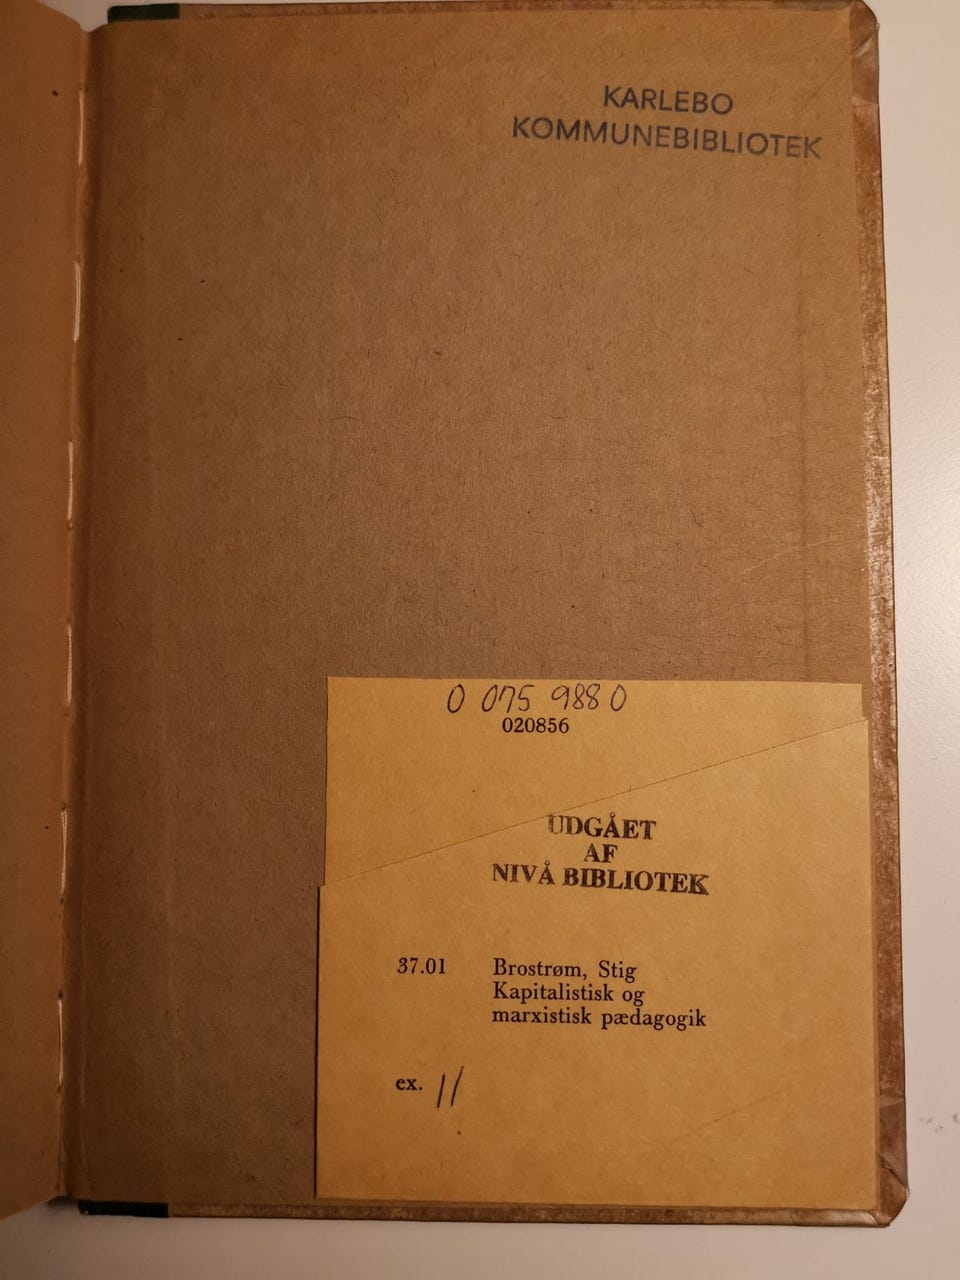 KARLEBO
KOMMUNEBIBLIOTEK
0 075 988 0
020856
UDGÅET
AF
NIVÅ BIBLIOTEK
37.01 Brostrøm, Stig
Kapitalistisk og
marxistisk pædagogik
ex. 11